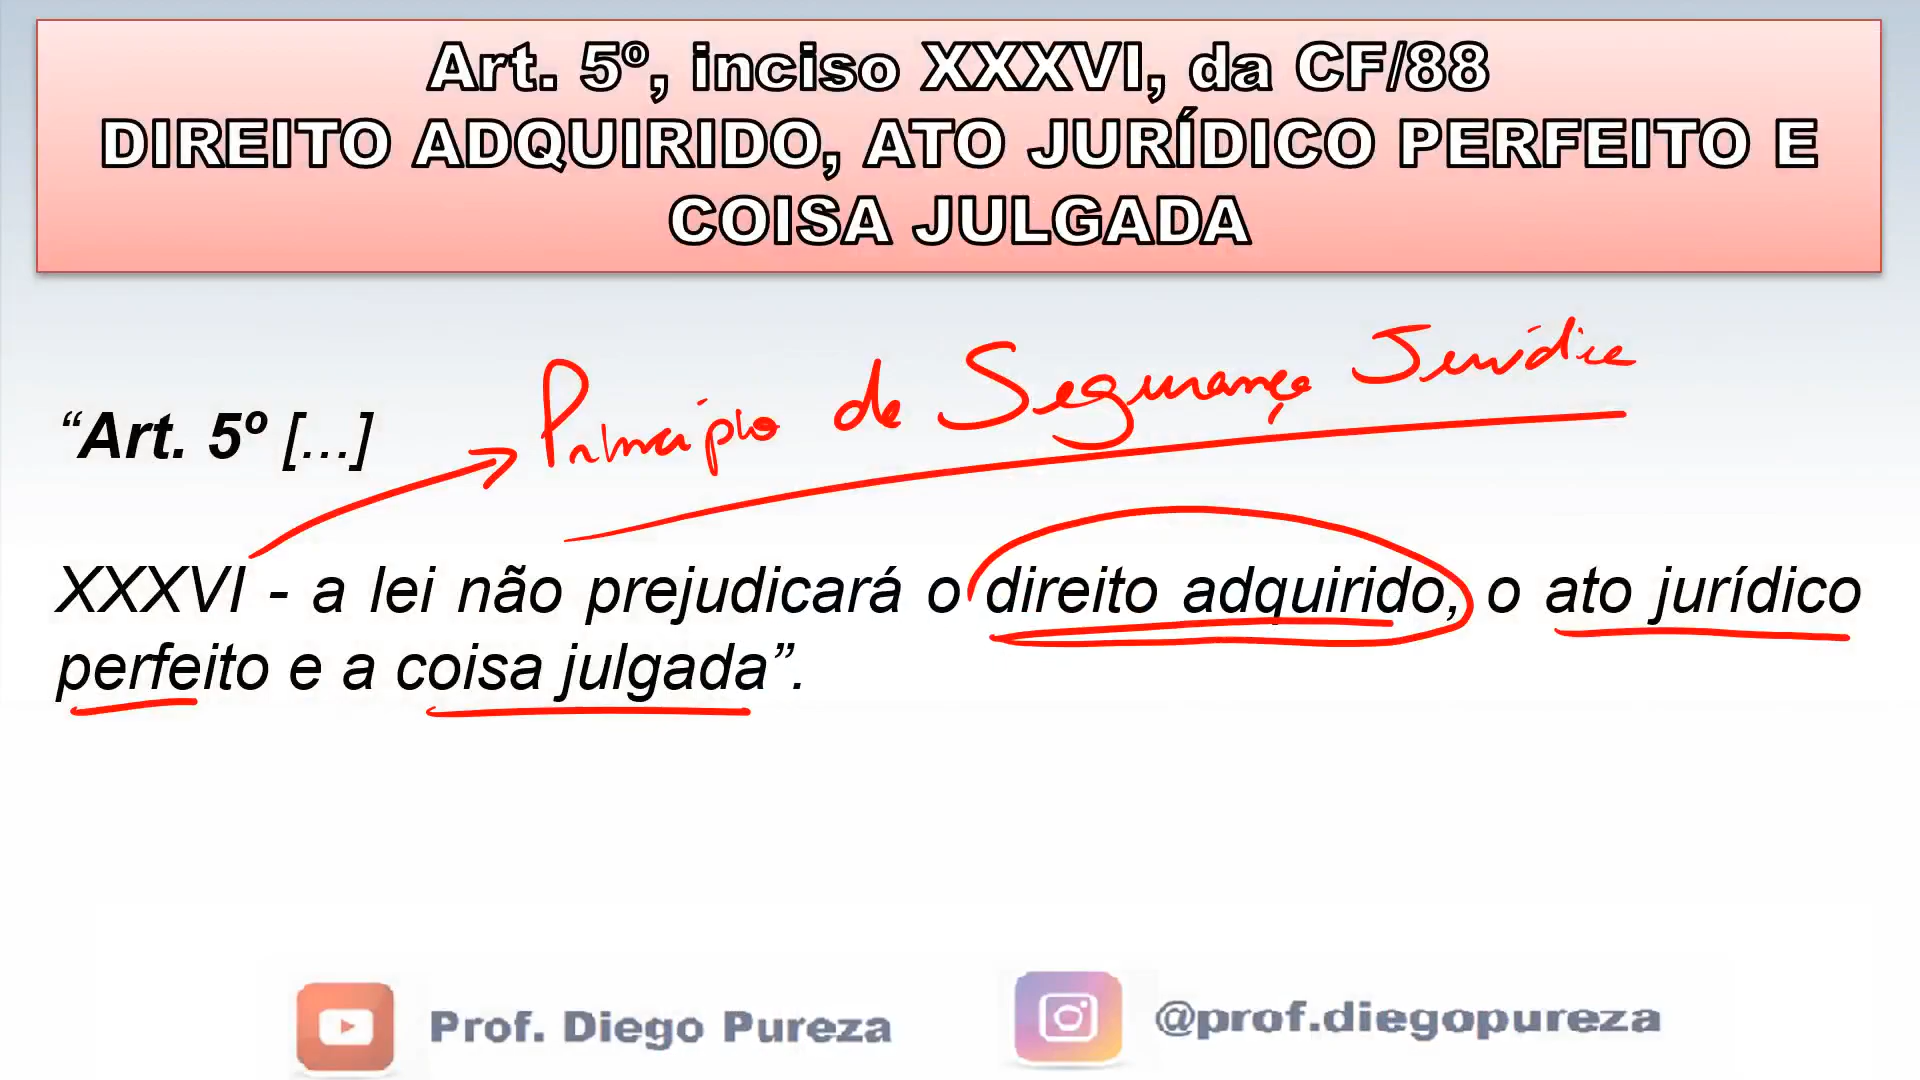 Art. 5º, inciso XXXVI, da CF/88
DIREITO ADQUIRIDO, ATO JURÍDICO PERFEITO E
COISA JULGADA
Princípio de Segurança Jurídica
“Art. 5º [...]
XXXVI - a lei não prejudicará o direito adquirido, o ato jurídico
perfeito e a coisa julgada”.
Prof. Diego Pureza
@prof.diegopureza